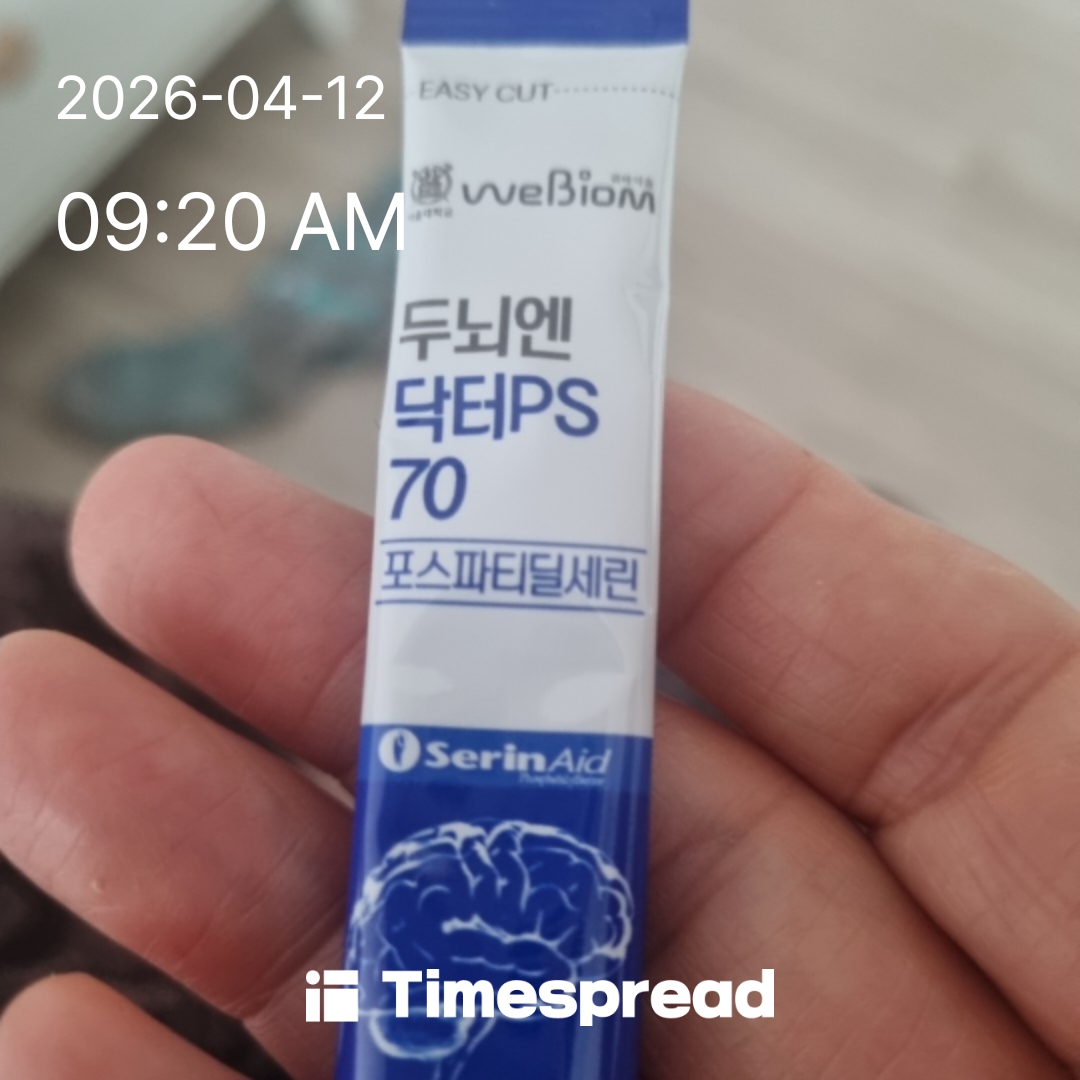 2026-04-12
09:20 AM
EASY CUT
WeBioM
두뇌엔
닥터PS
70
포스파티딜세린
SerinAid
Timespread